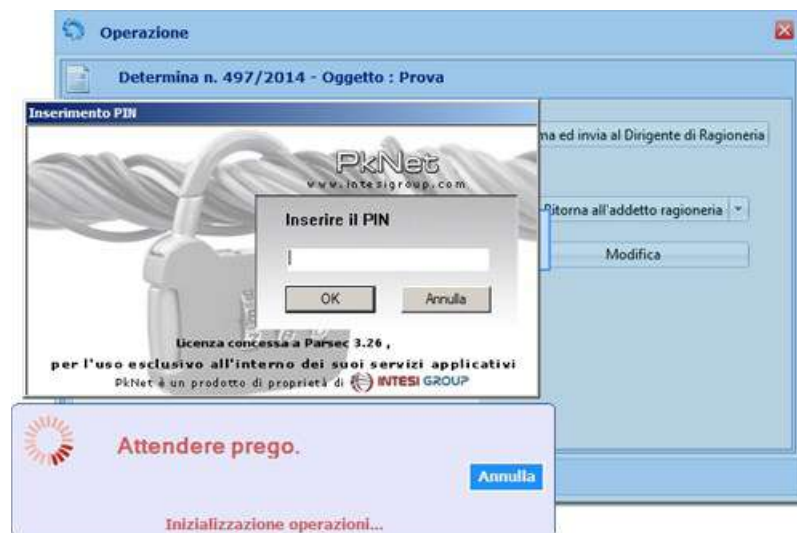 Operazione
Determina n. 497/2014 - Oggetto : Prova
Inserimento PIN
ma ed invia al Dirigente di Ragioneria
PkNet
www.intesigroup.com
Inserire il PIN
Ritorna all'addetto ragioneria
Modifica
OK
Annulla
Licenza concessa a Parsec 3.26 ,
per l'uso esclusivo all'interno dei suoi servizi applicativi
PkNet è un prodotto di proprietà di INTESI GROUP
Attendere prego.
Annulla
Inizializzazione operazioni...